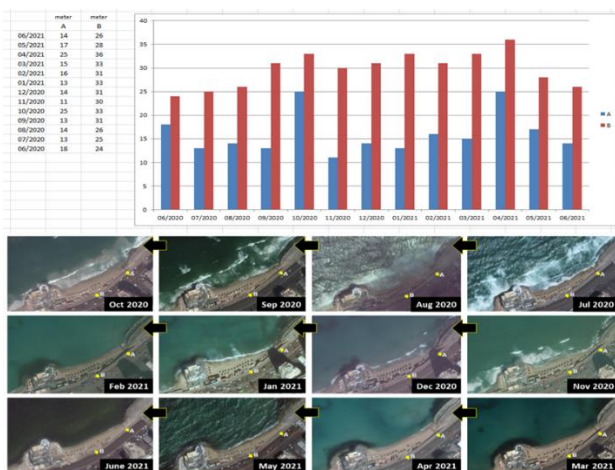 meter meter
A B
06/2021 14 26
05/2021 17 28
04/2021 25 36
03/2021 15 33
02/2021 16 31
01/2021 13 33
12/2020 14 31
11/2020 11 30
10/2020 25 33
09/2020 13 31
08/2020 14 26
07/2020 13 25
06/2020 18 24
40
35
30
25
20
15
10
5
0
06/2020 07/2020 08/2020 09/2020 10/2020 11/2020 12/2020 01/2021 02/2021 03/2021 04/2021 05/2021 06/2021
A
B
A B Oct 2020
A B Sep 2020
A B Aug 2020
A B Jul 2020
A B Feb 2021
A B Jan 2021
A B Dec 2020
A B Nov 2020
A B June 2021
A B May 2021
A B Apr 2021
A B Mar 2021